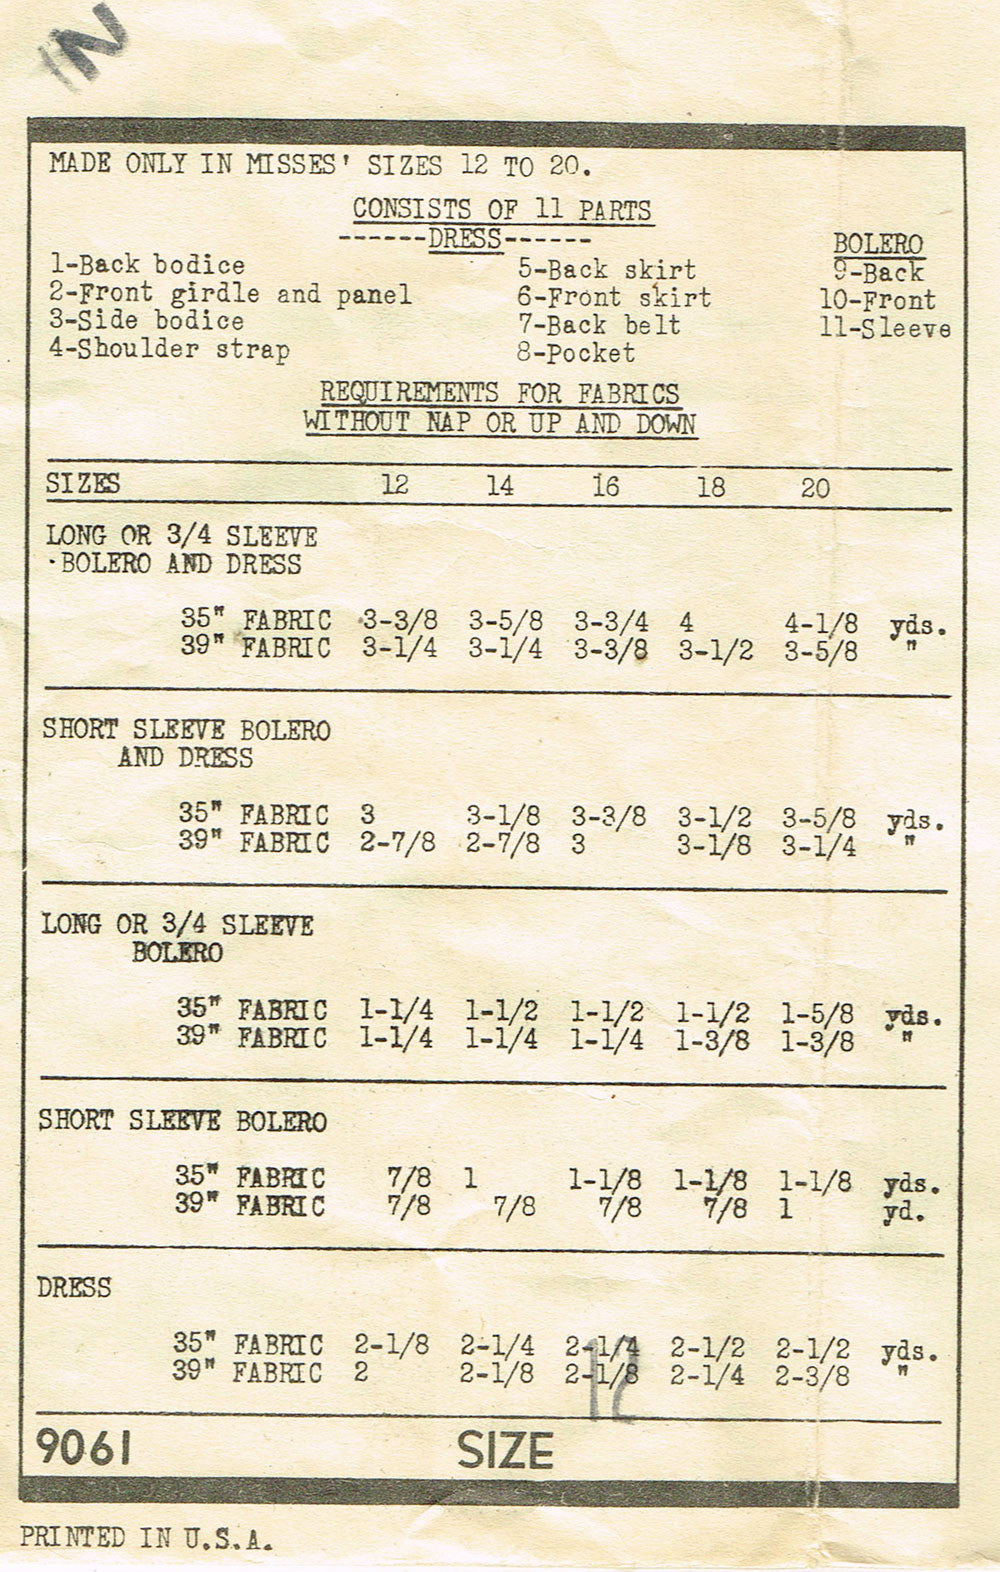 N
MADE ONLY IN MISSES' SIZES 12 TO 20.
CONSISTS OF 11 PARTS
------DRESS------
BOLERO
1-Back bodice 5-Back skirt 9-Back
2-Front girdle and panel 6-Front skirt 10-Front
3-Side bodice 7-Back belt 11-Sleeve
4-Shoulder strap 8-Pocket
REQUIREMENTS FOR FABRICS
WITHOUT NAP OR UP AND DOWN
SIZES 12 14 16 18 20
LONG OR 3/4 SLEEVE
BOLERO AND DRESS
35" FABRIC 3-3/8 3-5/8 3-3/4 4 4-1/8 yds.
39" FABRIC 3-1/4 3-1/4 3-3/8 3-1/2 3-5/8 "
SHORT SLEEVE BOLERO
AND DRESS
35" FABRIC 3 3-1/8 3-3/8 3-1/2 3-5/8 yds.
39" FABRIC 2-7/8 2-7/8 3 3-1/8 3-1/4 "
LONG OR 3/4 SLEEVE
BOLERO
35" FABRIC 1-1/4 1-1/2 1-1/2 1-1/2 1-5/8 yds.
39" FABRIC 1-1/4 1-1/4 1-1/4 1-3/8 1-3/8 "
SHORT SLEEVE BOLERO
35" FABRIC 7/8 1 1-1/8 1-1/8 1-1/8 yds.
39" FABRIC 7/8 7/8 7/8 7/8 1 yd.
DRESS
35" FABRIC 2-1/8 2-1/4 2-1/4 2-1/2 2-1/2 yds.
39" FABRIC 2 2-1/8 2-1/8 2-1/4 2-3/8 "
12
9061 SIZE
PRINTED IN U.S.A.